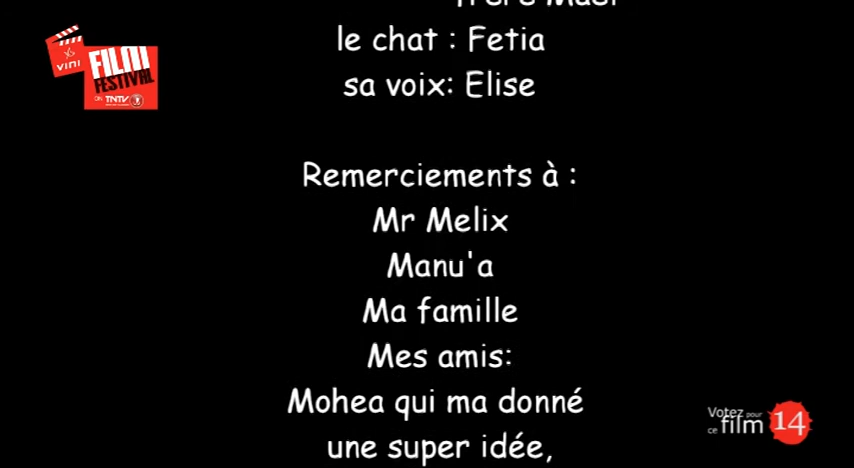 le chat : Fetia
sa voix: Elise
Remerciements à :
Mr Melix
Manu'a
Ma famille
Mes amis:
Mohea qui ma donné
une super idée,
VINI
FILM
FESTIVAL
TNTV
Votez pour
ce film 14